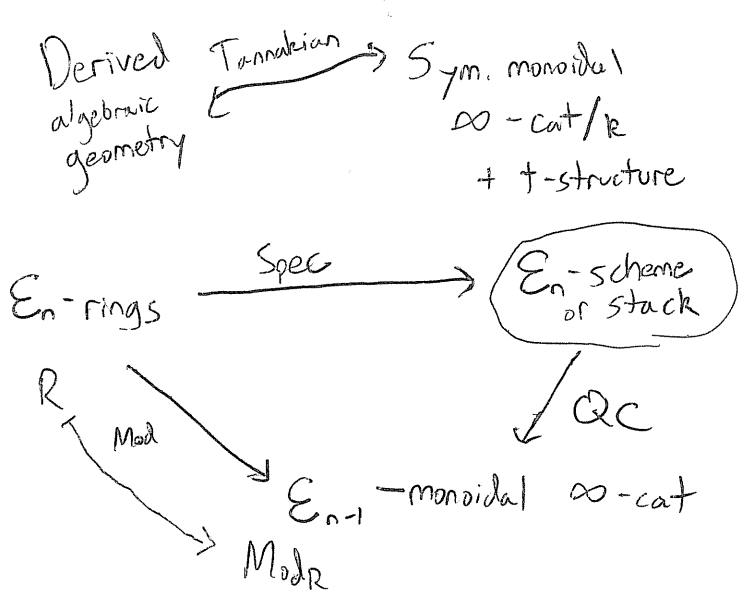 Derived
algebraic
geometry
Tannakian
Sym. monoidal
∞-cat/k
+ t-structure
Spec
ℰn-rings
ℰn-scheme
or stack
R
Mod
QC
ℰn-1-monoidal ∞-cat
ModR